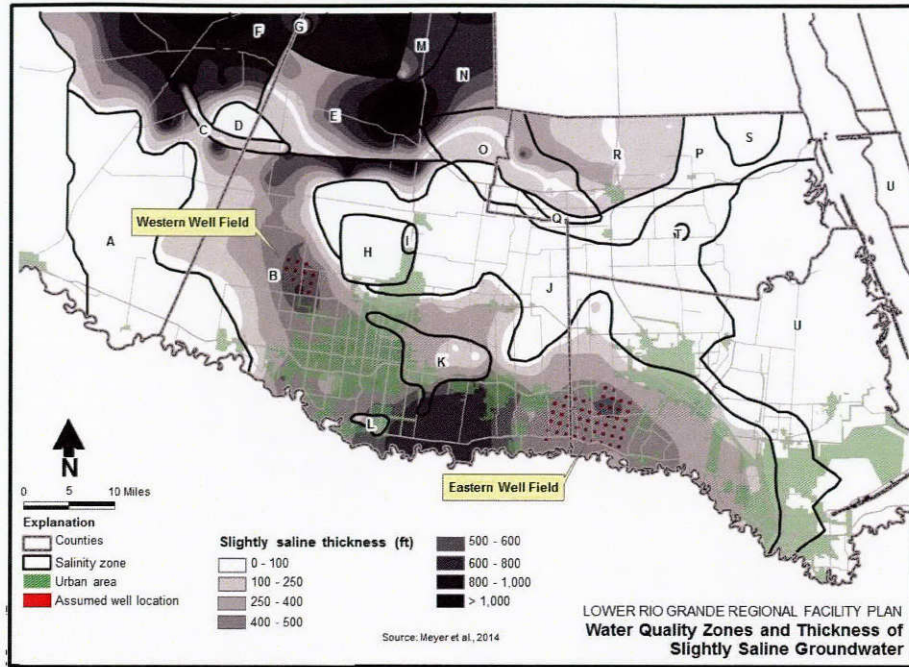 F
G
M
N
E
C
D
O
R
P
S
U
Q
T
Western Well Field
A
H
I
B
J
U
K
L
Eastern Well Field
N
0 5 10 Miles
Explanation
Counties
Salinity zone
Urban area
Assumed well location
Slightly saline thickness (ft)
0 - 100
100 - 250
250 - 400
400 - 500
500 - 600
600 - 800
800 - 1,000
> 1,000
Source: Meyer et al., 2014
LOWER RIO GRANDE REGIONAL FACILITY PLAN
Water Quality Zones and Thickness of
Slightly Saline Groundwater